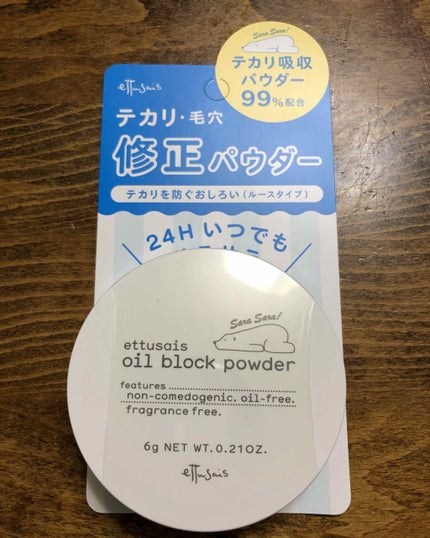 ettusais
Sara Sara!
テカリ吸収
パウダー
99%配合
テカリ・毛穴
修正パウダー
テカリを防ぐおしろい(ルースタイプ)
24H いつでも
Sara Sara!
ettusais
oil block powder
features
non-comedogenic. oil-free.
fragrance free.
6g NET WT. 0.21OZ.
ettusais